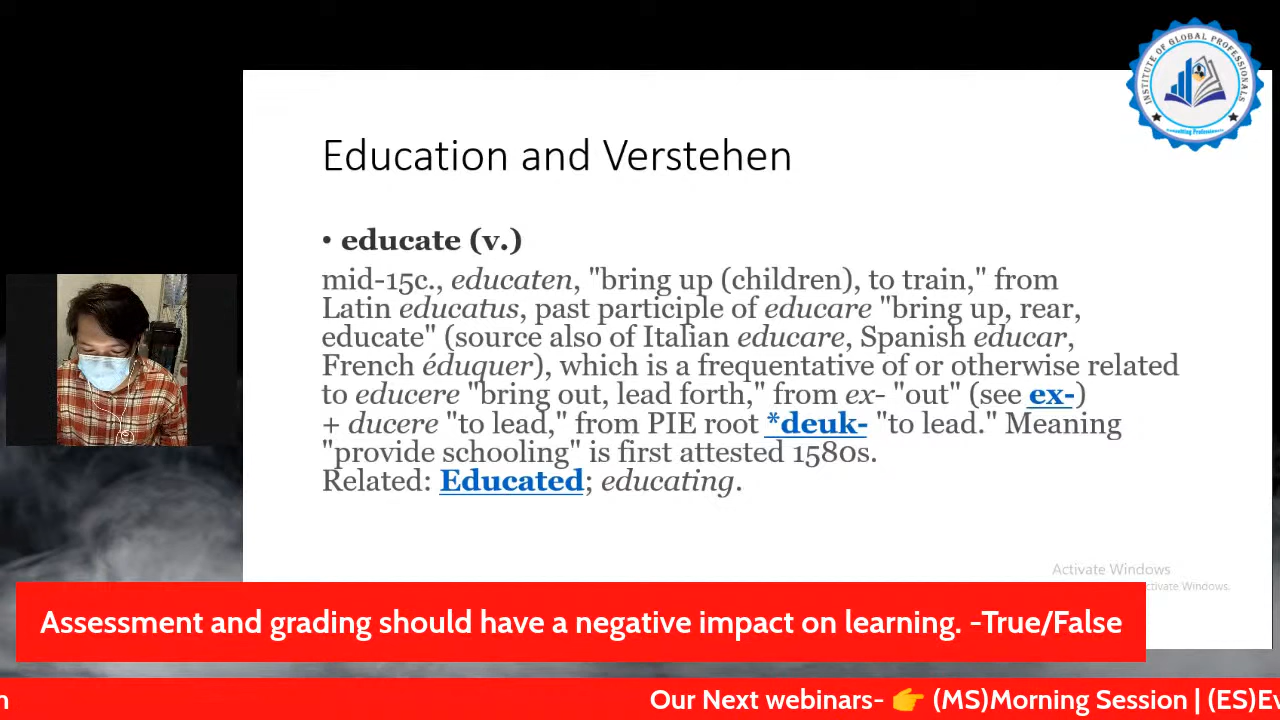 INSTITUTE OF GLOBAL PROFESSIONALS
Consulting Professionals
Education and Verstehen
• educate (v.)
mid-15c., educaten, "bring up (children), to train," from
Latin educatus, past participle of educare "bring up, rear,
educate" (source also of Italian educare, Spanish educar,
French éduquer), which is a frequentative of or otherwise related
to educere "bring out, lead forth," from ex- "out" (see ex-)
+ ducere "to lead," from PIE root *deuk- "to lead." Meaning
"provide schooling" is first attested 1580s.
Related: Educated; educating.
Activate Windows
ctivate Windows.
Assessment and grading should have a negative impact on learning. -True/False
n Our Next webinars- 👉 (MS)Morning Session | (ES)Ev